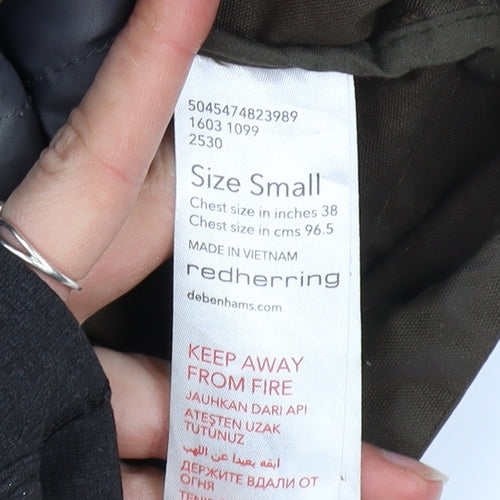 5045474823989
1603 1099
2530
Size Small
Chest size in inches 38
Chest size in cms 96.5
MADE IN VIETNAM
redherring
debenhams.com
KEEP AWAY
FROM FIRE
JAUHKAN DARI API
ATEŞTEN UZAK
TUTUNUZ
ابقه بعيدا عن اللهب
ДЕРЖИТЕ ВДАЛИ ОТ
ОГНЯ